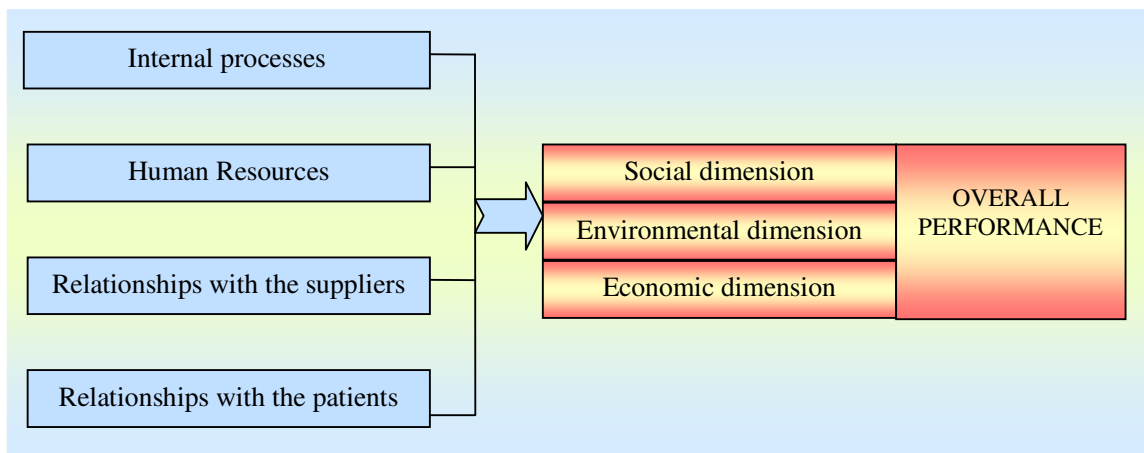 Internal processes
Human Resources
Relationships with the suppliers
Relationships with the patients
Social dimension
Environmental dimension
Economic dimension
OVERALL
PERFORMANCE